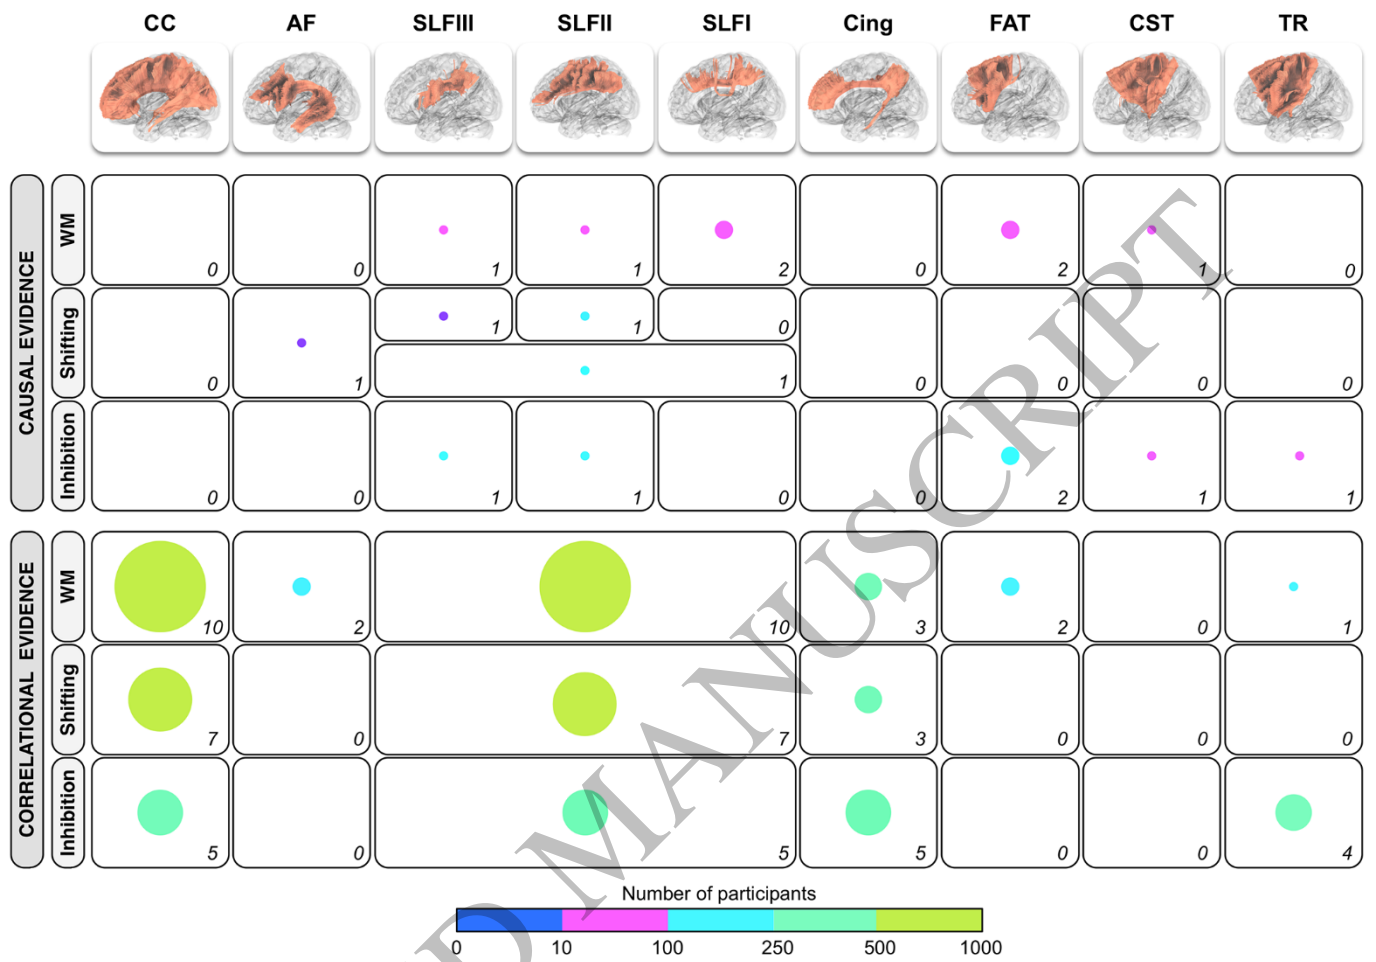 CC AF SLFIII SLFII SLFI Cing FAT CST TR
CAUSAL EVIDENCE
WM
0 0 1 1 2 0 2 1 0
Shifting
1 1 0
0 1 1 0 0 0 0
Inhibition
0 0 1 1 0 0 2 1 1
CORRELATIONAL EVIDENCE
WM
10 2 10 3 2 0 1
Shifting
7 0 7 3 0 0 0
Inhibition
5 0 5 5 0 0 4
Number of participants
0 10 100 250 500 1000
D MANUSCRIPT